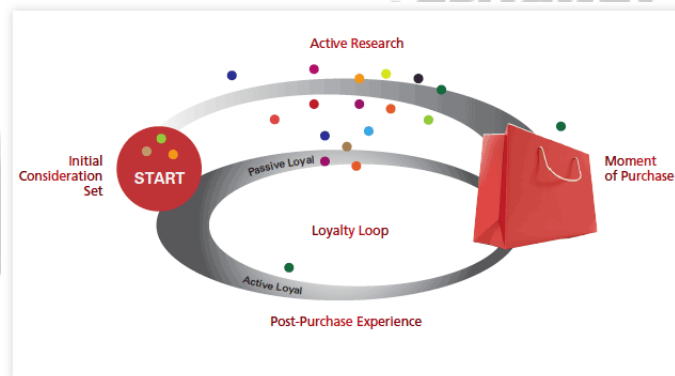 Active Research
Initial
Consideration
Set
START
Moment
of Purchase
Passive Loyal
Loyalty Loop
Active Loyal
Post-Purchase Experience